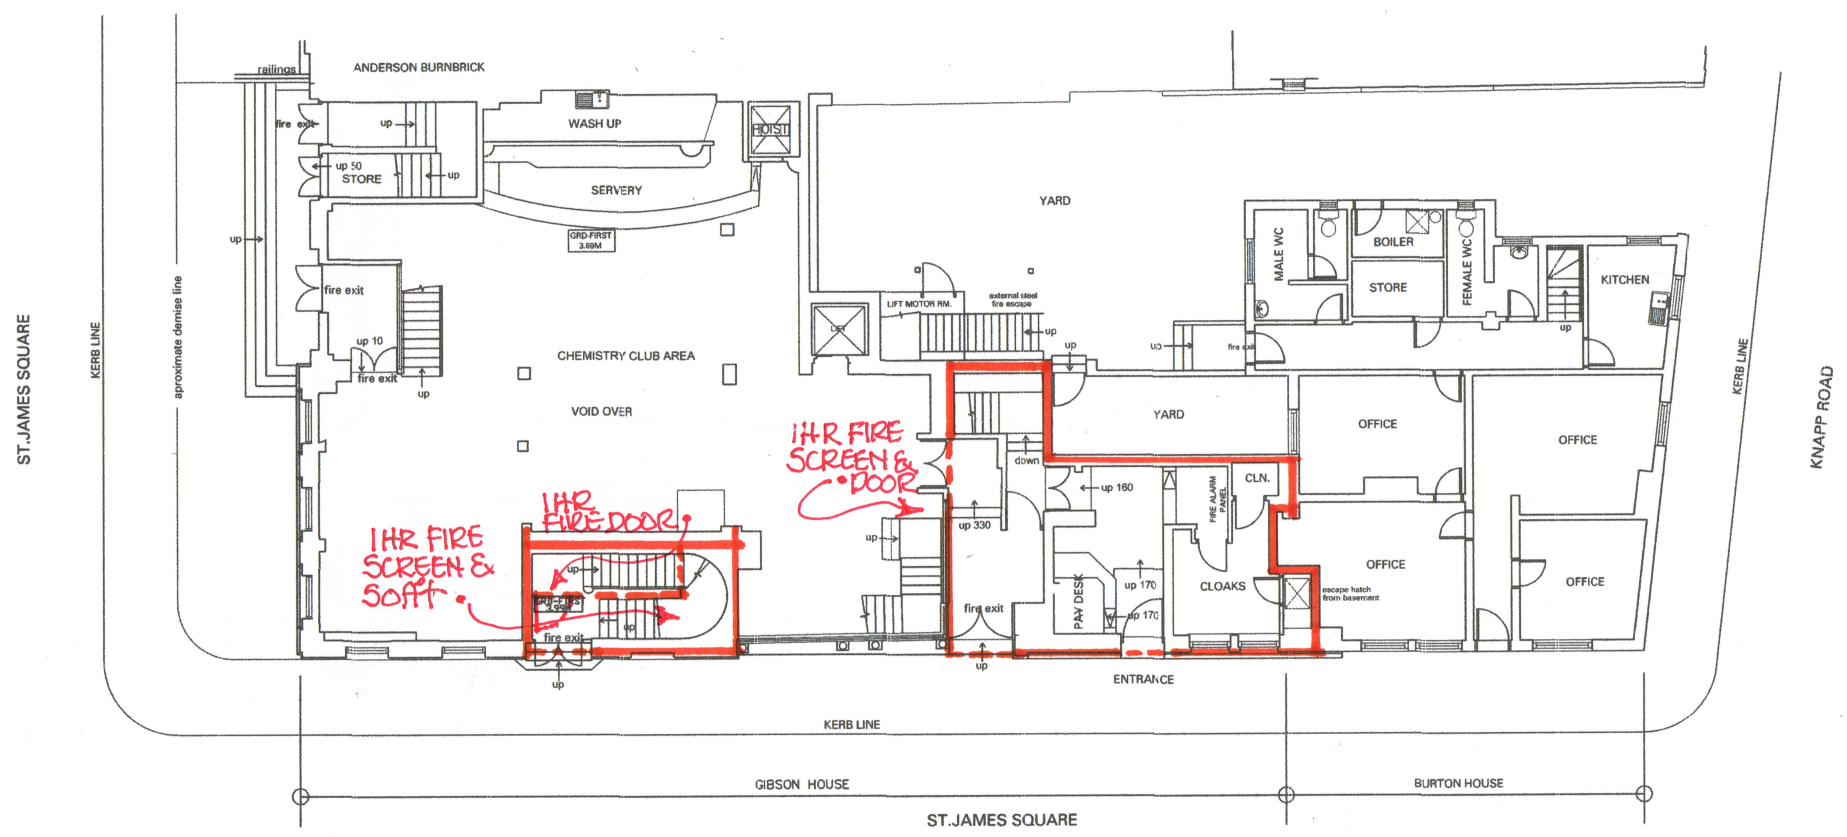 railings
ANDERSON BURNBRICK
fire exit
up
WASH UP
HOIST
up 50
STORE
up
SERVERY
YARD
up
GRD-FIRST
3.69M
MALE WC
BOILER
FEMALE WC
STORE
KITCHEN
fire exit
LIFT MOTOR RM.
external steel
fire escape
up
up
up
up
fire exit
up
ST.JAMES SQUARE
KERB LINE
aproximate demise line
up 10
fire exit
up
CHEMISTRY CLUB AREA
LIFT
VOID OVER
YARD
OFFICE
OFFICE
KERB LINE
KNAPP ROAD
1HR FIRE
SCREEN &
DOOR
down
up 160
FIRE ALARM
PANEL
CLN.
1HR
FIRE DOOR
up 330
1HR FIRE
SCREEN &
SOFFIT
up
up
GRD-FIRST
up
fire exit
up
fire exit
up
PAY DESK
up 170
up 170
CLOAKS
escape hatch
from basement
OFFICE
OFFICE
ENTRANCE
KERB LINE
GIBSON HOUSE
BURTON HOUSE
ST.JAMES SQUARE